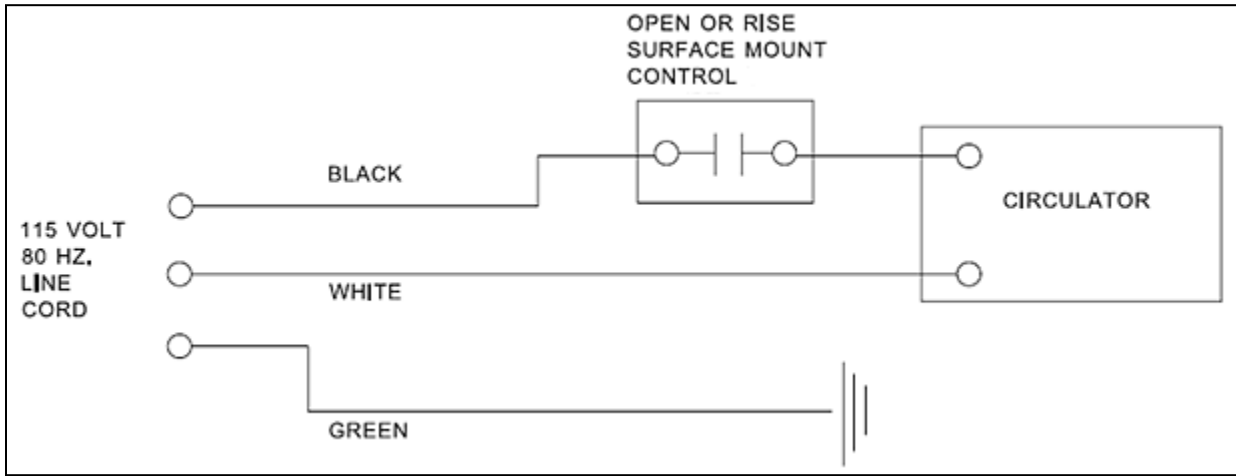 OPEN OR RISE
SURFACE MOUNT
CONTROL
BLACK
CIRCULATOR
115 VOLT
80 HZ.
LINE
CORD
WHITE
GREEN